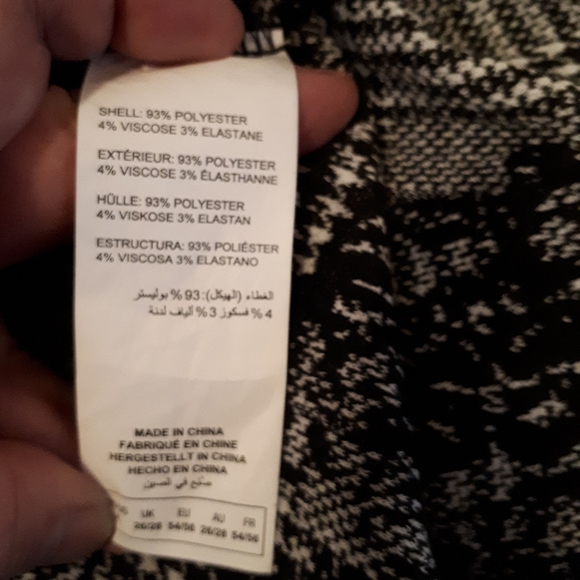 SHELL: 93% POLYESTER
4% VISCOSE 3% ELASTANE
EXTÉRIEUR: 93% POLYESTER
4% VISCOSE 3% ÉLASTHANNE
HÜLLE: 93% POLYESTER
4% VISKOSE 3% ELASTAN
ESTRUCTURA: 93% POLIÉSTER
4% VISCOSA 3% ELASTANO
الغطاء (الهيكل): 93 % بوليستر
4 % فسكوز 3 % ألياف لدنة
MADE IN CHINA
FABRIQUÉ EN CHINE
HERGESTELLT IN CHINA
HECHO EN CHINA
صنع في الصين
UK EU AU FR
26/28 54/56 26/28 54/56